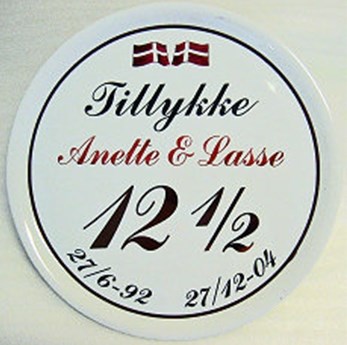 Tillykke
Anette & Lasse
12 1/2
27/6-92 27/12-04